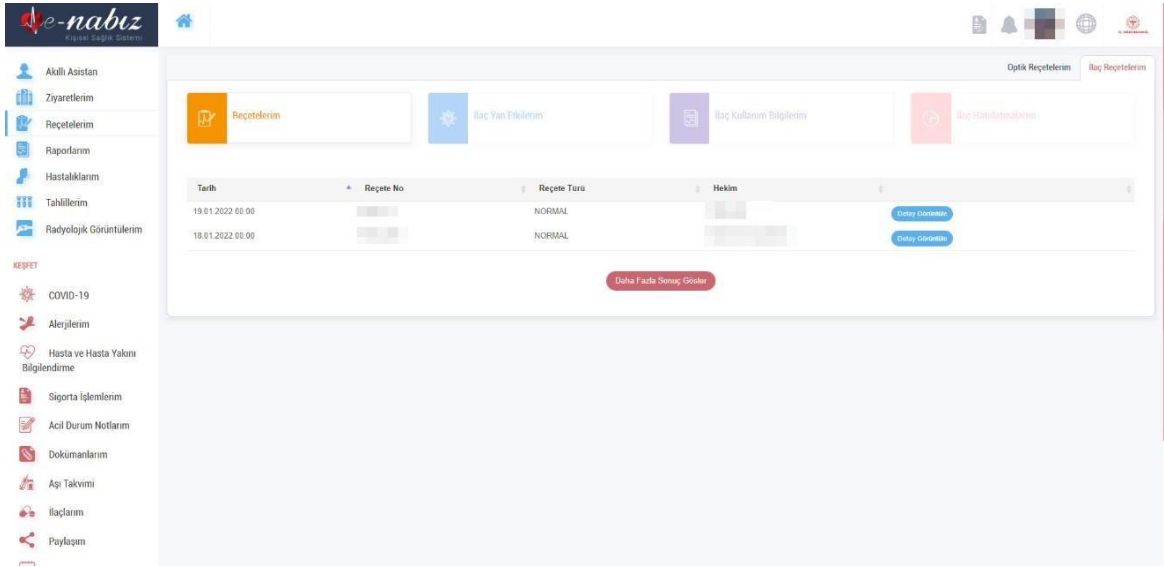 e-nabız
Kişisel Sağlık Sistemi
Akıllı Asistan
Ziyaretlerim
Reçetelerim
Raporlarım
Hastalıklarım
Tahlillerim
Radyolojik Görüntülerim
KEŞFET
COVID-19
Alerjilerim
Hasta ve Hasta Yakını
Bilgilendirme
Sigorta İşlemlerim
Acil Durum Notlarım
Dokümanlarım
Aşı Takvimi
İlaçlarım
Paylaşım
Optik Reçetelerim İlaç Reçetelerim
Reçetelerim İlaç Yan Etkilerim İlaç Kullanım Bilgilerim İlaç Hatırlatmalarım
Tarih Reçete No Reçete Türü Hekim
19.01.2022 00:00 NORMAL Detay Görüntüle
18.01.2022 00:00 NORMAL Detay Görüntüle
Daha Fazla Sonuç Göster